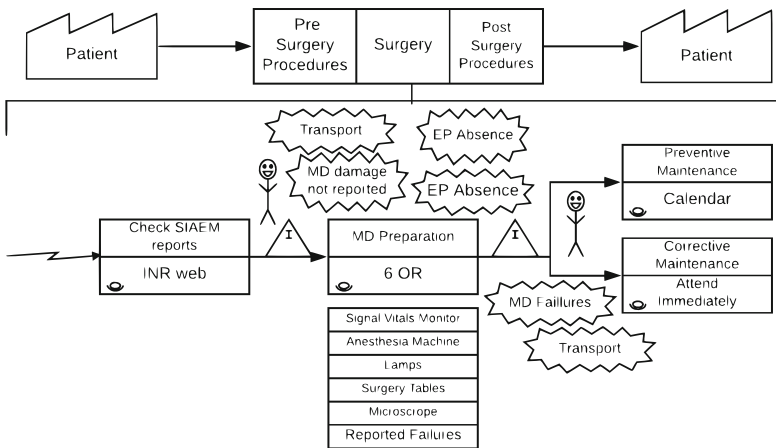 Patient
Pre
Surgery
Procedures
Surgery
Post
Surgery
Procedures
Patient
Transport
EP Absence
MD damage
not reported
EP Absence
Preventive
Maintenance
Calendar
Check SIAEM
reports
INR web
I
MD Preparation
6 OR
I
Corrective
Maintenance
Attend
Immediately
MD Faillures
Transport
Signal Vitals Monitor
Anesthesia Machine
Lamps
Surgery Tables
Microscope
Reported Failures